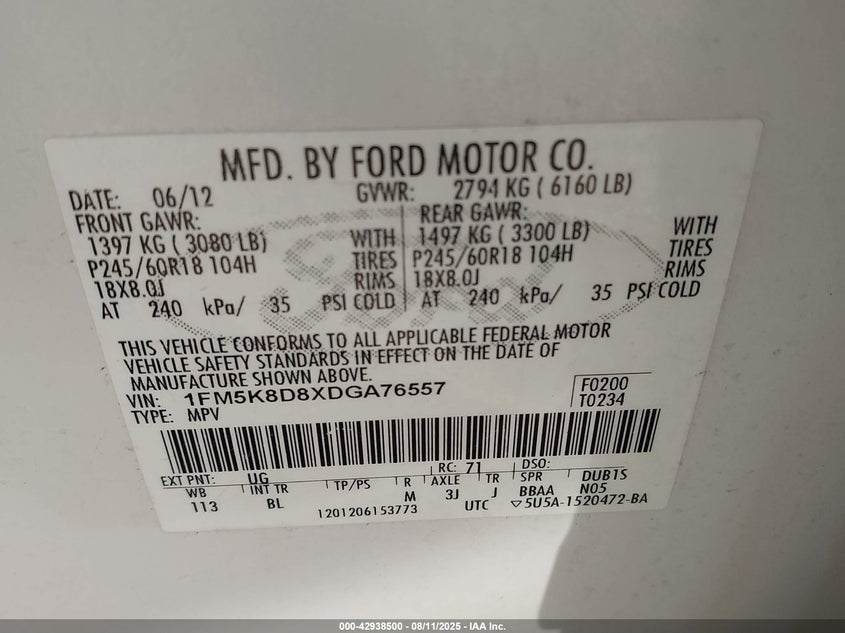 MFD. BY FORD MOTOR CO.
DATE: 06/12 GVWR: 2794 KG ( 6160 LB)
FRONT GAWR: REAR GAWR:
1397 KG ( 3080 LB) WITH 1497 KG ( 3300 LB) WITH
P245/60R18 104H TIRES P245/60R18 104H TIRES
18X8.0J RIMS 18X8.0J RIMS
AT 240 kPa/ 35 PSI COLD AT 240 kPa/ 35 PSI COLD
Ford
THIS VEHICLE CONFORMS TO ALL APPLICABLE FEDERAL MOTOR
VEHICLE SAFETY STANDARDS IN EFFECT ON THE DATE OF
MANUFACTURE SHOWN ABOVE.
VIN: 1FM5K8D8XDGA76557 F0200
TYPE: MPV T0234
EXT PNT: UG RC: 71 DSO:
WB INT TR TP/PS R AXLE TR SPR DUB1S
113 BL M 3J J BBAA N05
1201206153773 UTC ▽5U5A-1520472-BA
000-42938500 - 08/11/2025 - IAA Inc.